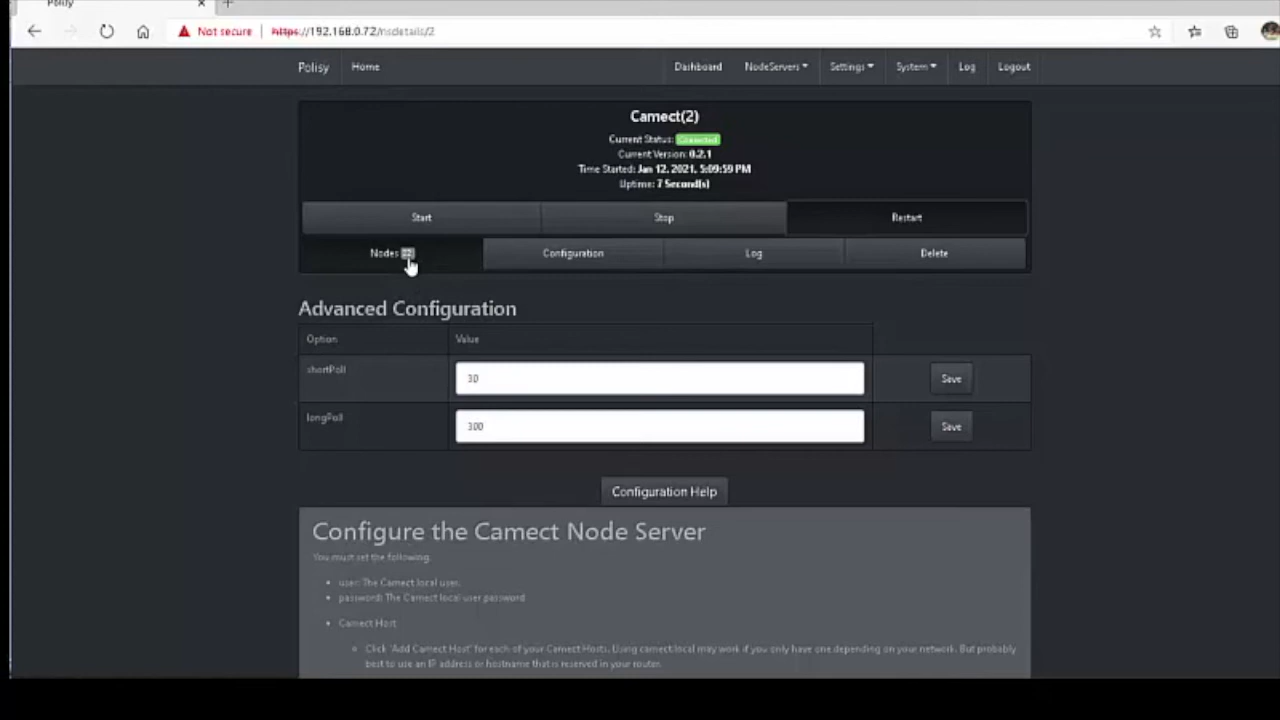 Polisy
Not secure https://192.168.0.72/nsdetails/2
Polisy Home Dashboard NodeServers Settings System Log Logout
Camect(2)
Current Status: Connected
Current Version: 0.2.1
Time Started: Jan 12, 2021, 5:09:59 PM
Uptime: 7 Second(s)
Start Stop Restart
Nodes Configuration Log Delete
Advanced Configuration
Option Value
shortPoll 30 Save
longPoll 300 Save
Configuration Help
Configure the Camect Node Server
You must set the following.
user: The Camect local user.
password: The Camect local user password
Camect Host
Click 'Add Camect Host' for each of your Camect Hosts. Using camect.local may work if you only have one depending on your network. But probably
best to use an IP address or hostname that is reserved in your router.